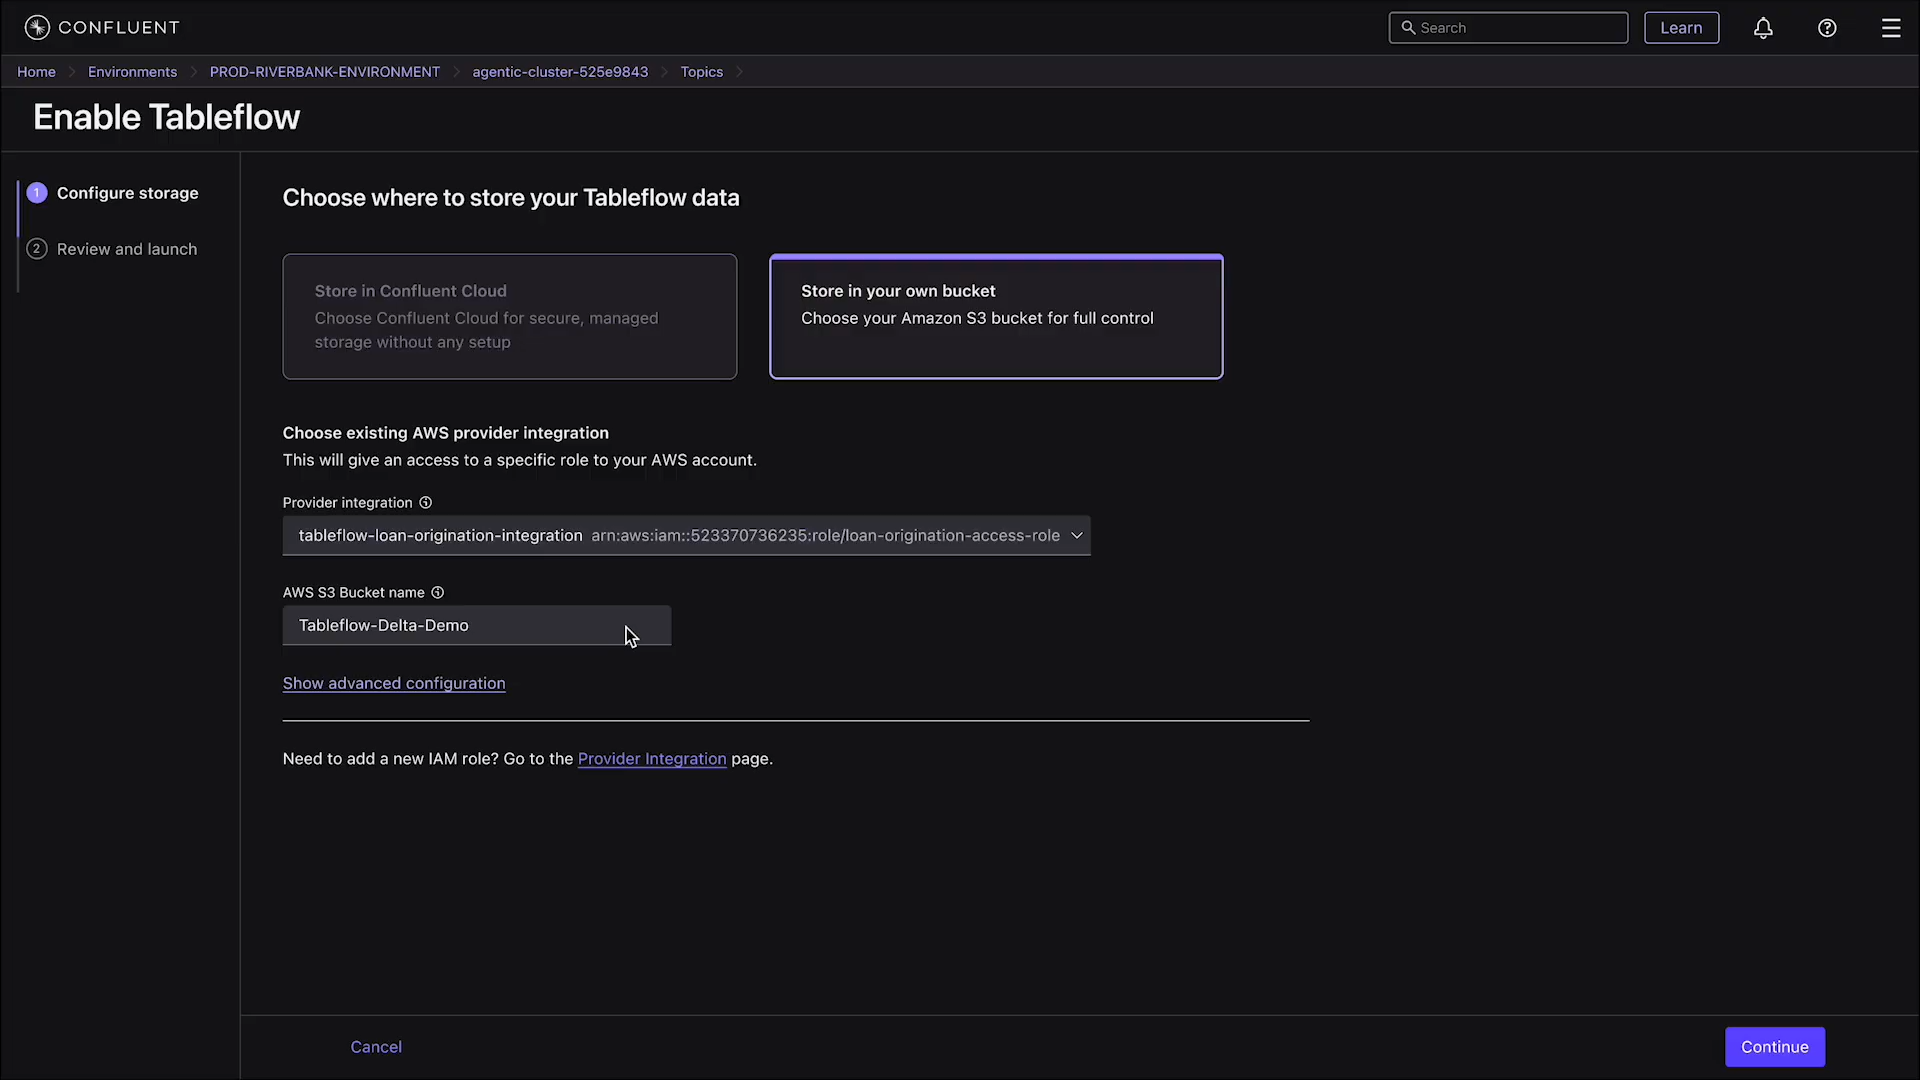 CONFLUENT
Search
Learn
Home
Environments
PROD-RIVERBANK-ENVIRONMENT
agentic-cluster-525e9843
Topics
Enable Tableflow
1 Configure storage
2 Review and launch
Choose where to store your Tableflow data
Store in Confluent Cloud
Choose Confluent Cloud for secure, managed
storage without any setup
Store in your own bucket
Choose your Amazon S3 bucket for full control
Choose existing AWS provider integration
This will give an access to a specific role to your AWS account.
Provider integration
tableflow-loan-origination-integration arn:aws:iam::523370736235:role/loan-origination-access-role
AWS S3 Bucket name
Tableflow-Delta-Demo
Show advanced configuration
Need to add a new IAM role? Go to the Provider Integration page.
Cancel
Continue